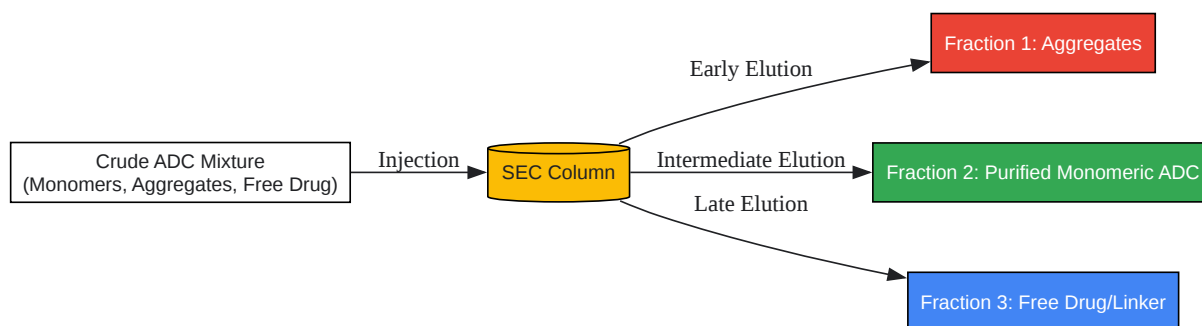 Crude ADC Mixture
(Monomers, Aggregates, Free Drug)
Injection
SEC Column
Early Elution
Fraction 1: Aggregates
Intermediate Elution
Fraction 2: Purified Monomeric ADC
Late Elution
Fraction 3: Free Drug/Linker